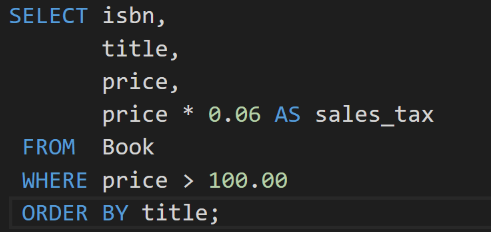 SELECT isbn,
       title,
       price,
       price * 0.06 AS sales_tax
 FROM  Book
 WHERE price > 100.00
 ORDER BY title;